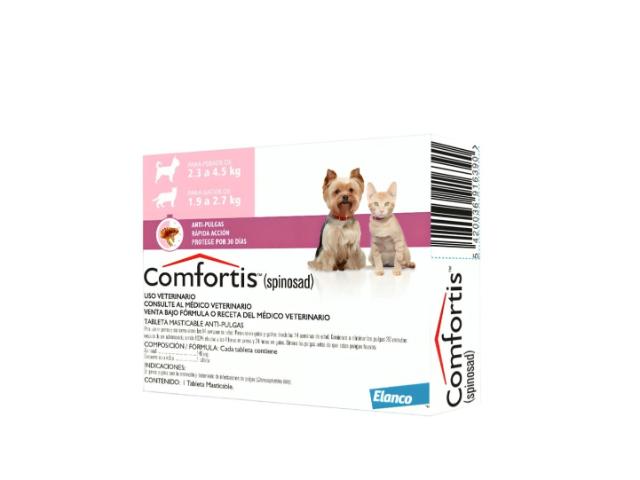 PARA PERROS DE
2.3 a 4.5 kg
PARA GATOS DE
1.9 a 2.7 kg
ANTI-PULGAS
RÁPIDA ACCIÓN
PROTEGE POR 30 DÍAS
Comfortis™ (spinosad)
USO VETERINARIO
CONSULTE AL MÉDICO VETERINARIO
VENTA BAJO FÓRMULA O RECETA DEL MÉDICO VETERINARIO
TABLETA MASTICABLE ANTI-PULGAS
COMPOSICIÓN / FÓRMULA: Cada tableta contiene
INDICACIONES:
CONTENIDO: 1 Tableta Masticable.
Elanco
Comfortis™
(spinosad)